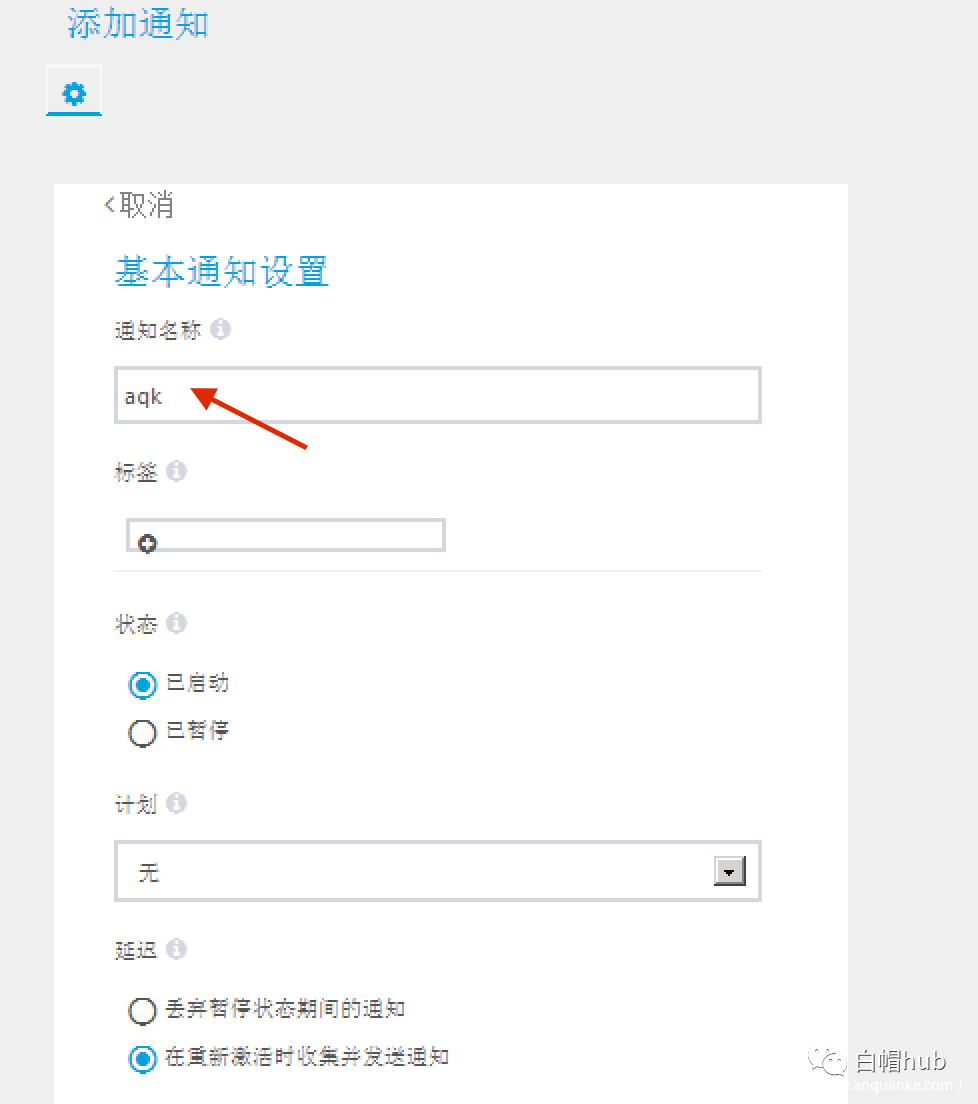 添加通知
取消
基本通知设置
通知名称
aqk
标签
状态
已启动
已暂停
计划
无
延迟
丢弃暂停状态期间的通知
在重新激活时收集并发送通知
白帽hub
anquanke.com )